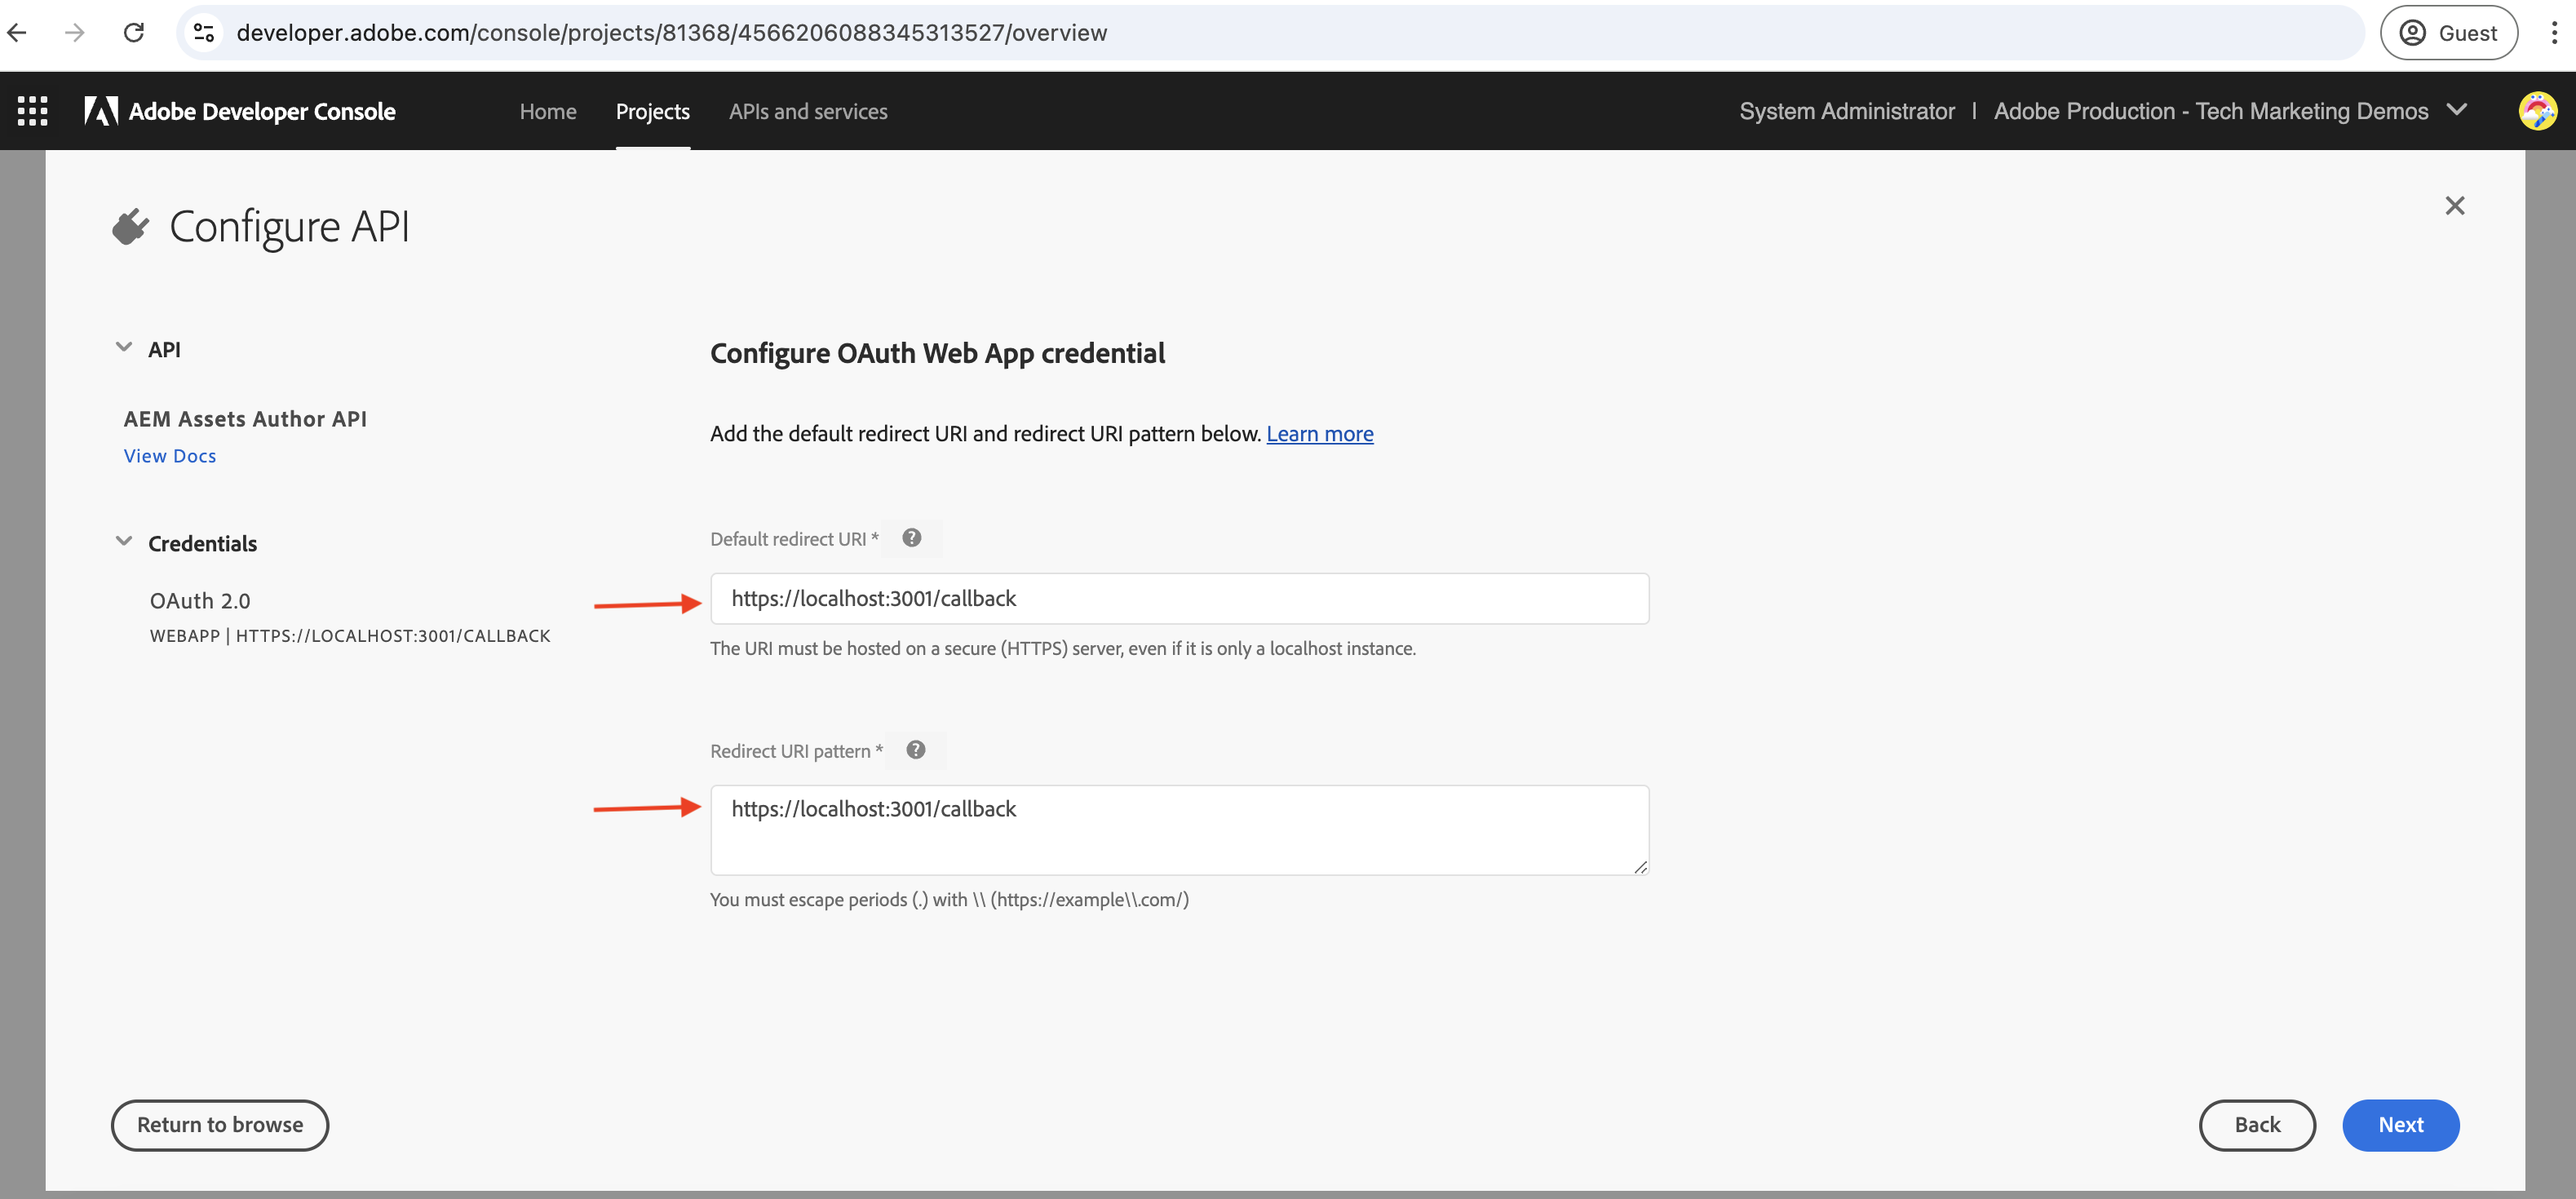 developer.adobe.com/console/projects/81368/4566206088345313527/overview
Guest
Adobe Developer Console
Home
Projects
APIs and services
System Administrator | Adobe Production - Tech Marketing Demos
Configure API
API
AEM Assets Author API
View Docs
Credentials
OAuth 2.0
WEBAPP | HTTPS://LOCALHOST:3001/CALLBACK
Configure OAuth Web App credential
Add the default redirect URI and redirect URI pattern below. Learn more
Default redirect URI *
https://localhost:3001/callback
The URI must be hosted on a secure (HTTPS) server, even if it is only a localhost instance.
Redirect URI pattern *
https://localhost:3001/callback
You must escape periods (.) with \\ (https://example\\.com/)
Return to browse
Back
Next